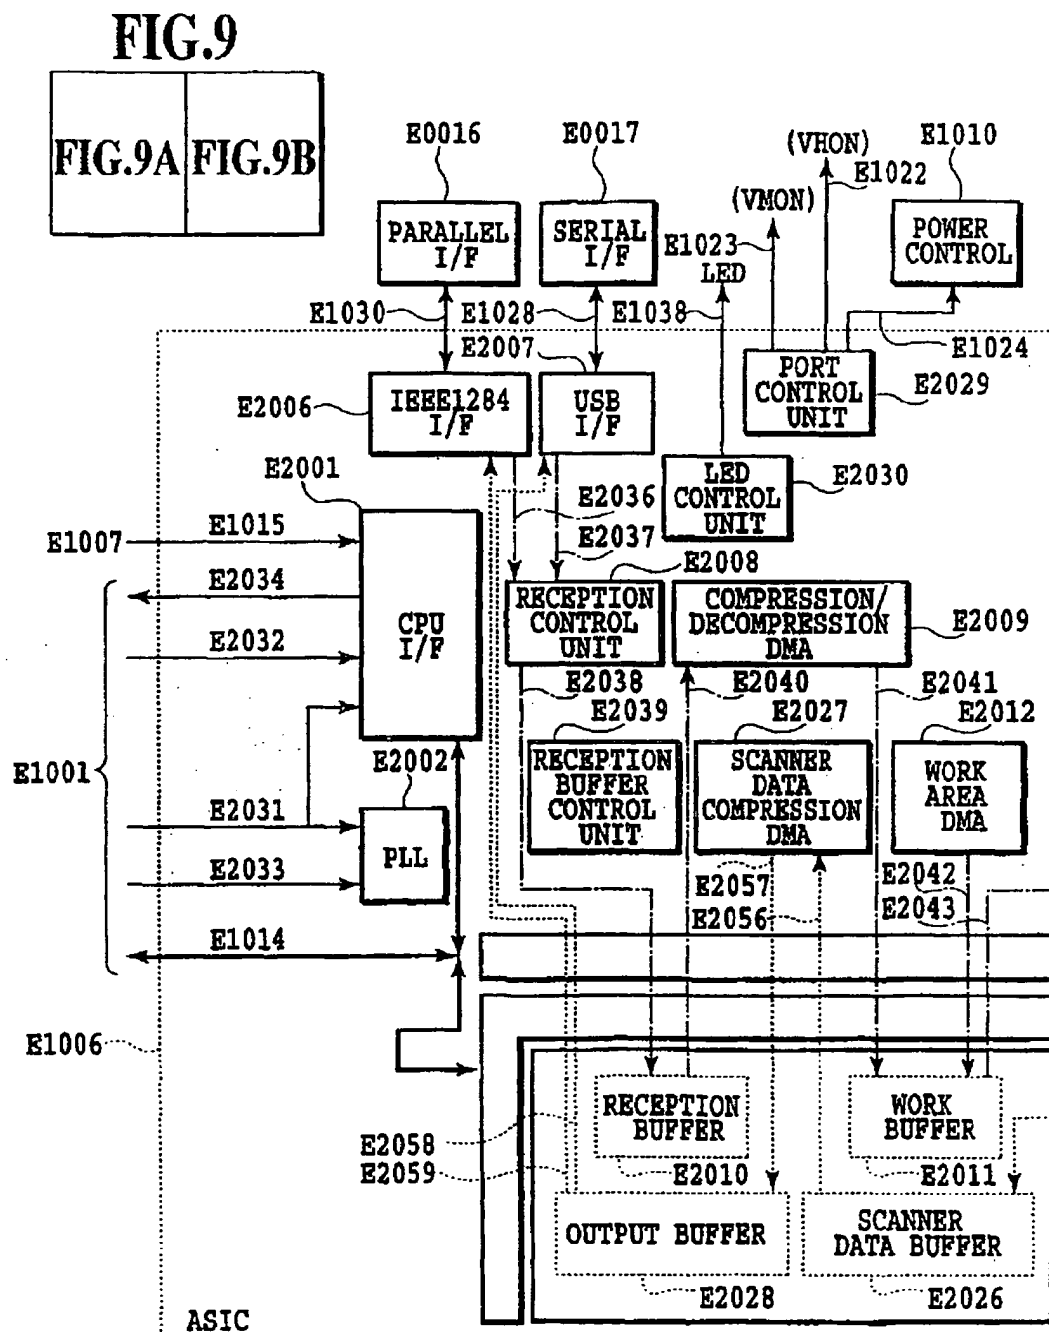 FIG.9
FIG.9A FIG.9B
E0016 E0017 (VHON) E1010
E1022
(VMON)
PARALLEL I/F
SERIAL I/F
E1023
LED
POWER CONTROL
E1030 E1028 E1038
E2007
E1024
E2006
IEEE1284 I/F
USB I/F
PORT CONTROL UNIT
E2029
E2001
LED CONTROL UNIT
E2030
E2036
E1007 E1015
E2037
E2034
E2008
CPU I/F
RECEPTION CONTROL UNIT
COMPRESSION/ DECOMPRESSION DMA
E2009
E2032
E2038 E2040 E2041
E2039 E2027 E2012
E1001
E2002
RECEPTION BUFFER CONTROL UNIT
SCANNER DATA COMPRESSION DMA
WORK AREA DMA
E2031
PLL
E2033
E2057 E2042
E2056 E2043
E1014
E1006
RECEPTION BUFFER
WORK BUFFER
E2058
E2059
E2010 E2011
OUTPUT BUFFER
SCANNER DATA BUFFER
E2028 E2026
ASIC